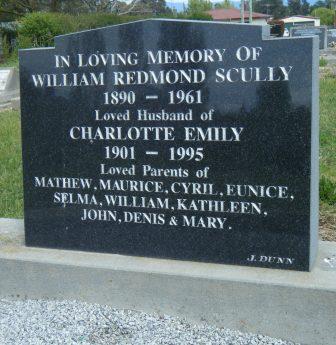 IN LOVING MEMORY OF
WILLIAM REDMOND SCULLY
1890 – 1961
Loved Husband of
CHARLOTTE EMILY
1901 – 1995
Loved Parents of
MATHEW, MAURICE, CYRIL, EUNICE,
SELMA, WILLIAM, KATHLEEN,
JOHN, DENIS & MARY.
J. DUNN